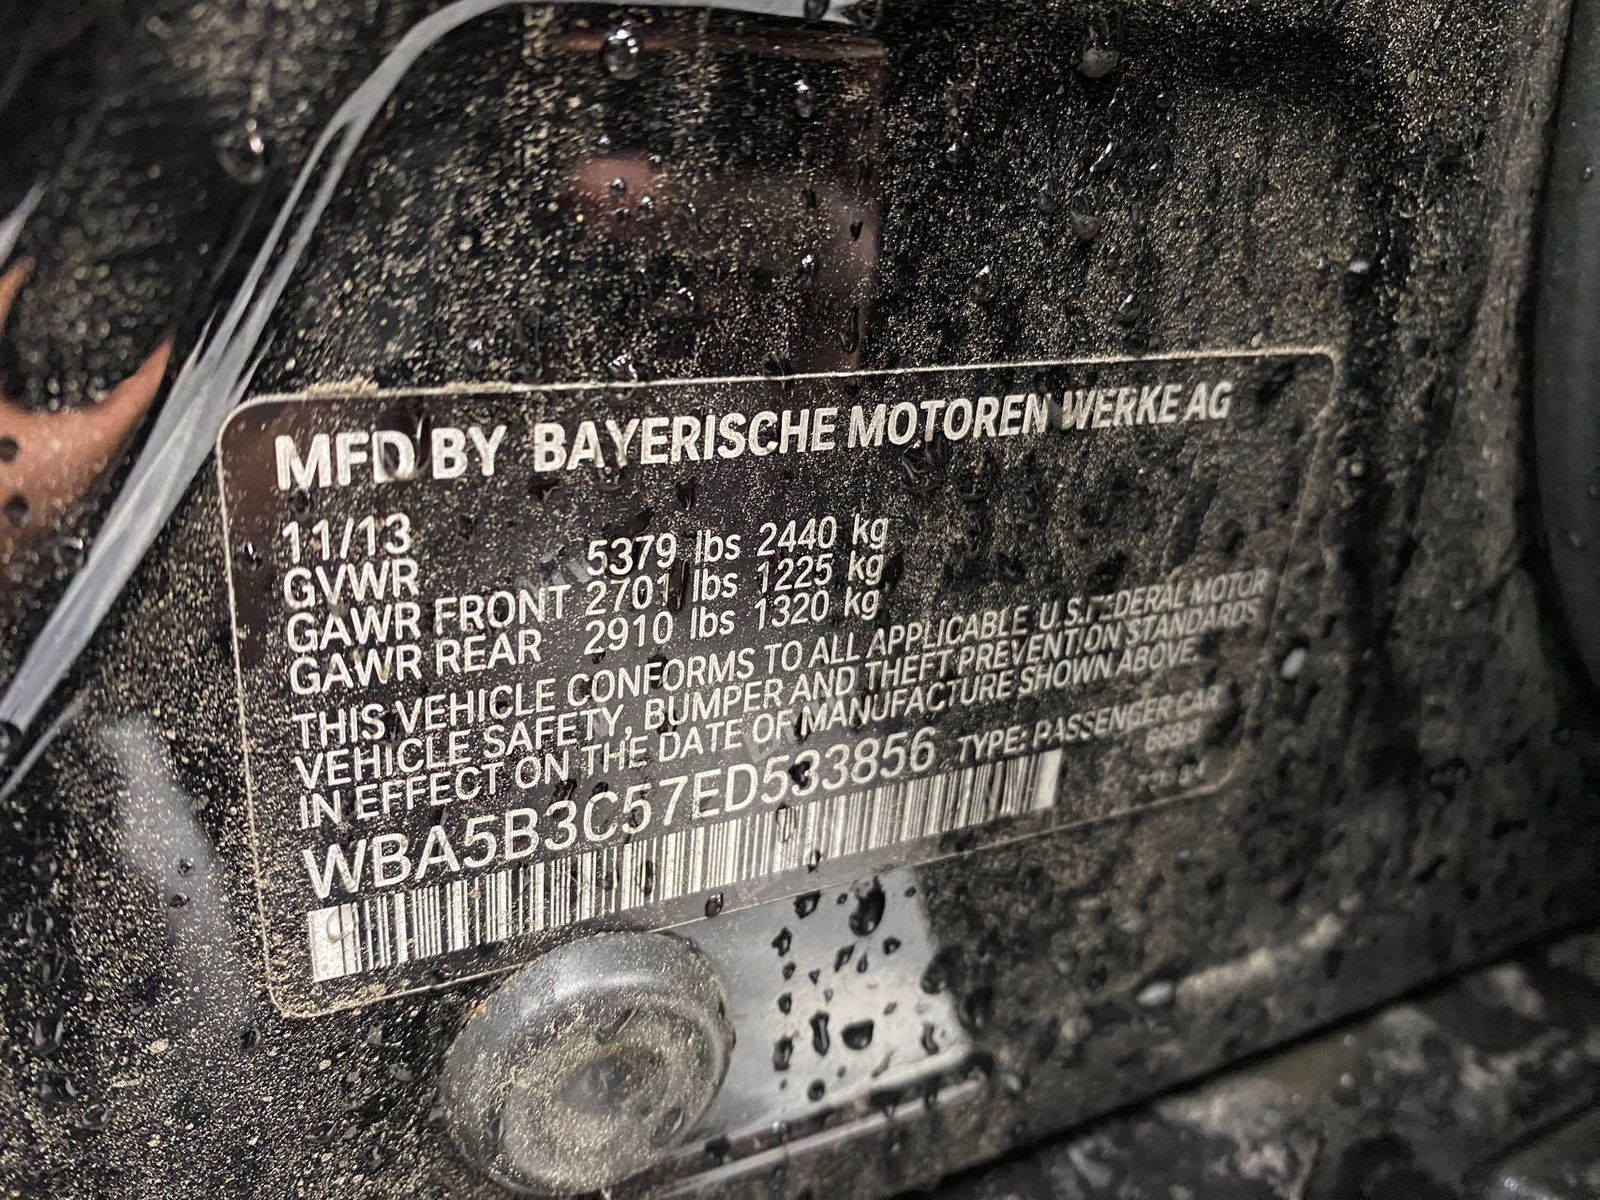 MFD BY BAYERISCHE MOTOREN WERKE AG
11/13
GVWR 5379 lbs 2440 kg
GAWR FRONT 2701 lbs 1225 kg
GAWR REAR 2910 lbs 1320 kg
THIS VEHICLE CONFORMS TO ALL APPLICABLE U.S.FEDERAL MOTOR
VEHICLE SAFETY, BUMPER AND THEFT PREVENTION STANDARDS
IN EFFECT ON THE DATE OF MANUFACTURE SHOWN ABOVE.
WBA5B3C57ED533856 TYPE: PASSENGER CAR